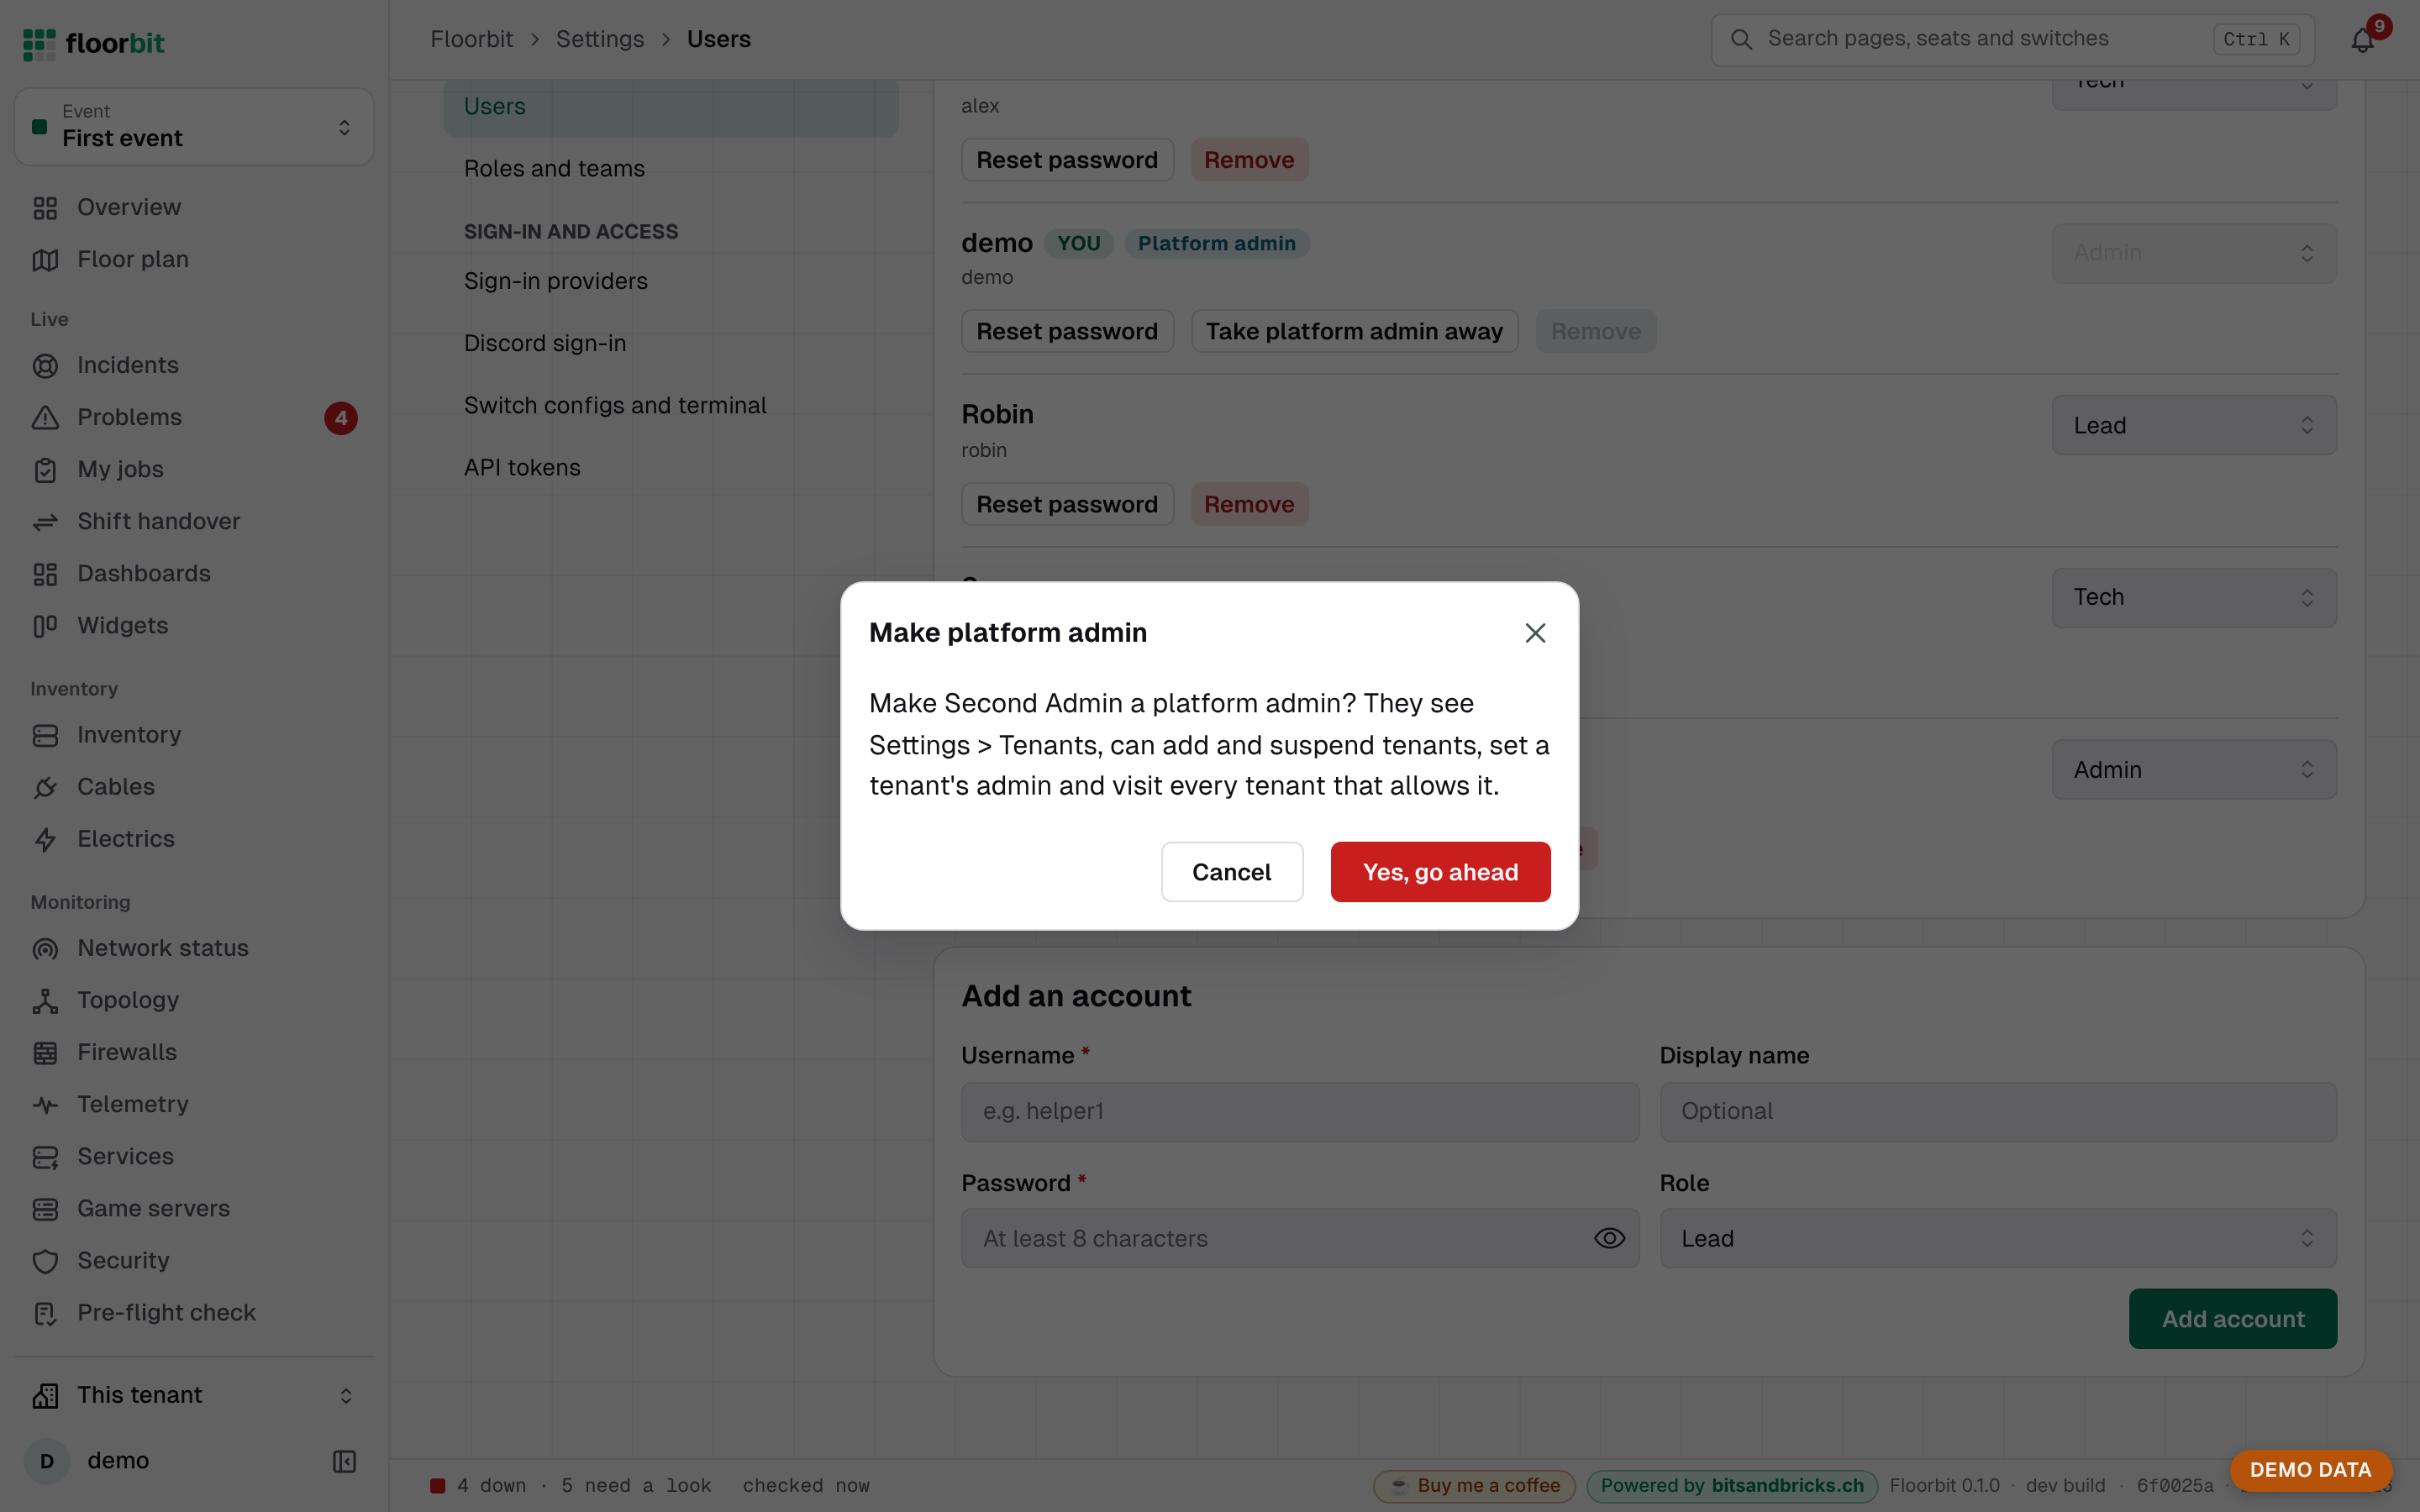 floorbit
Event
First event
Overview
Floor plan
Live
Incidents
Problems
4
My jobs
Shift handover
Dashboards
Widgets
Inventory
Inventory
Cables
Electrics
Monitoring
Network status
Topology
Firewalls
Telemetry
Services
Game servers
Security
Pre-flight check
This tenant
D demo
Floorbit > Settings > Users
Search pages, seats and switches Ctrl K
9
Users
Roles and teams
SIGN-IN AND ACCESS
Sign-in providers
Discord sign-in
Switch configs and terminal
API tokens
Tech
alex
Reset password Remove
demo YOU Platform admin
demo
Admin
Reset password Take platform admin away Remove
Robin
robin
Lead
Reset password Remove
Tech
Admin
Make platform admin
Make Second Admin a platform admin? They see
Settings > Tenants, can add and suspend tenants, set a
tenant's admin and visit every tenant that allows it.
Cancel Yes, go ahead
Add an account
Username * Display name
e.g. helper1 Optional
Password * Role
At least 8 characters Lead
Add account
4 down · 5 need a look checked now
Buy me a coffee Powered by bitsandbricks.ch Floorbit 0.1.0 · dev build · 6f0025a ·
DEMO DATA